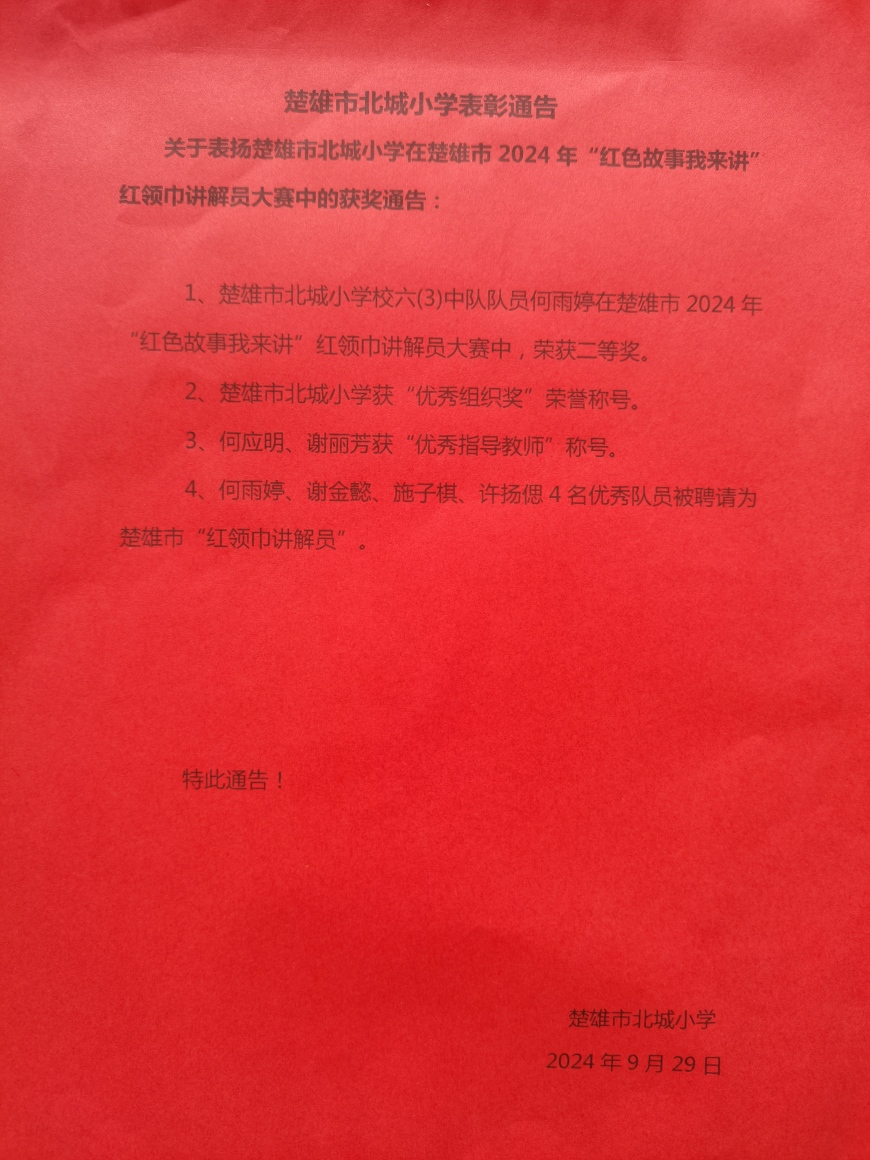 楚雄市北城小学表彰通告
关于表扬楚雄市北城小学在楚雄市 2024 年“红色故事我来讲”
红领巾讲解员大赛中的获奖通告：
1、楚雄市北城小学校六(3)中队队员何雨婷在楚雄市 2024 年
“红色故事我来讲”红领巾讲解员大赛中，荣获二等奖。
2、楚雄市北城小学获“优秀组织奖”荣誉称号。
3、何应明、谢丽芳获“优秀指导教师”称号。
4、何雨婷、谢金懿、施子棋、许扬偲 4 名优秀队员被聘请为
楚雄市“红领巾讲解员”。
特此通告！
楚雄市北城小学
2024 年 9 月 29 日